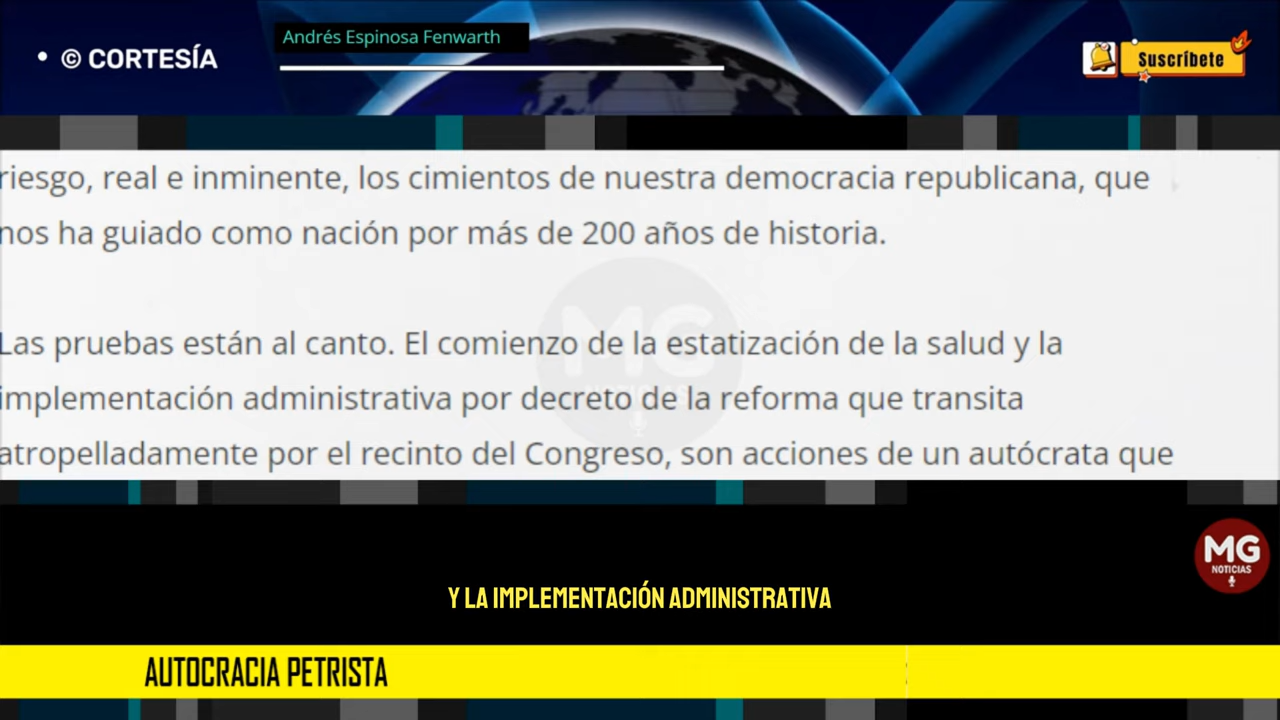 • © CORTESÍA
Andrés Espinosa Fenwarth
Suscríbete
riesgo, real e inminente, los cimientos de nuestra democracia republicana, que
nos ha guiado como nación por más de 200 años de historia.
Las pruebas están al canto. El comienzo de la estatización de la salud y la
implementación administrativa por decreto de la reforma que transita
atropelladamente por el recinto del Congreso, son acciones de un autócrata que
MG
NOTICIAS
MG
NOTICIAS
Y LA IMPLEMENTACIÓN ADMINISTRATIVA
AUTOCRACIA PETRISTA